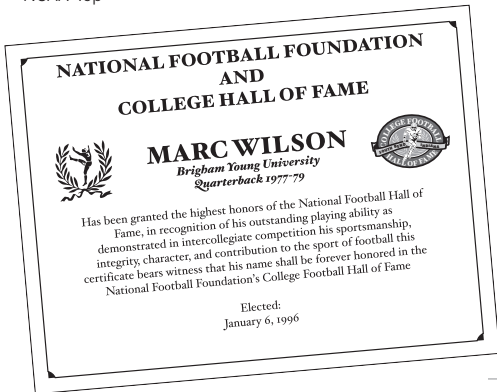 NATIONAL FOOTBALL FOUNDATION
AND
COLLEGE HALL OF FAME
MARC WILSON
Brigham Young University
Quarterback 1977-79
COLLEGE FOOTBALL
HALL OF FAME
Has been granted the highest honors of the National Football Hall of
Fame, in recognition of his outstanding playing ability as
demonstrated in intercollegiate competition his sportsmanship,
integrity, character, and contribution to the sport of football this
certificate bears witness that his name shall be forever honored in the
National Football Foundation's College Football Hall of Fame
Elected:
January 6, 1996